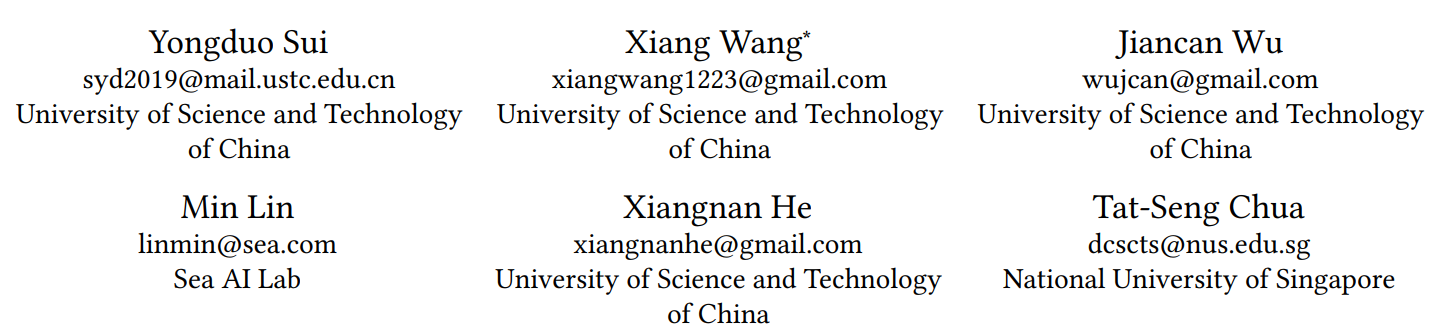 Yongduo Sui
syd2019@mail.ustc.edu.cn
University of Science and Technology
of China
Xiang Wang*
xiangwang1223@gmail.com
University of Science and Technology
of China
Jiancan Wu
wujcan@gmail.com
University of Science and Technology
of China
Min Lin
linmin@sea.com
Sea AI Lab
Xiangnan He
xiangnanhe@gmail.com
University of Science and Technology
of China
Tat-Seng Chua
dcscts@nus.edu.sg
National University of Singapore